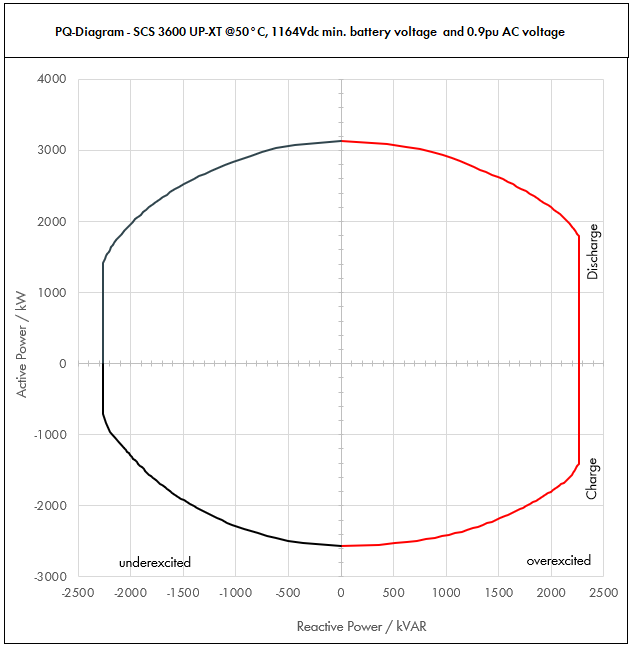 PQ-Diagram - SCS 3600 UP-XT @50°C, 1164Vdc min. battery voltage and 0.9pu AC voltage
4000
3000
2000
1000
0
-1000
-2000
-3000
Active Power / kW
Discharge
Charge
underexcited
overexcited
-2500 -2000 -1500 -1000 -500 0 500 1000 1500 2000 2500
Reactive Power / kVAR